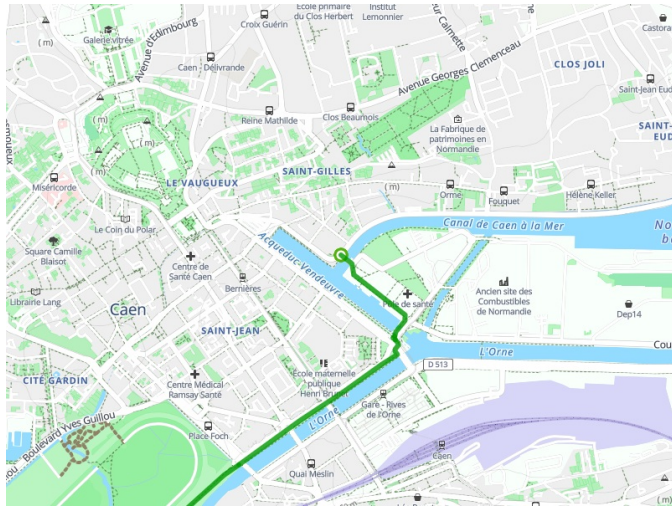 École primaire
du Clos Herbert
Institut
Lemonnier
Croix Guérin
Galerie vitrée
( m )
Avenue d'Edimbourg
Caen - Délivrande
Avenue Georges Clemenceau
CLOS JOLI
Castora
Saint-Jean Eud
Reine Mathilde
Clos Beaumois
( m )
La Fabrique de
patrimoines en
Normandie
SAINT-
EUD
( m )
Miséricorde
LE VAUGUEUX
SAINT-GILLES
( m )
Orme
Fouquet
Hélène Keller
Le Coin du Polar
Canal de Caen à la Mer
No
Square Camille
Blaisot
Centre de
Santé Caen
Acqueduc-Vendeuvre
Bernières
Librairie Lang
Caen
Pôle de santé
Ancien site des
Combustibles
de Normandie
Dep14
SAINT-JEAN
Cou
L'Orne
École maternelle
publique
Henri Brunet
D 513
CITÉ GARDIN
Centre Médical
Ramsay Santé
L'Orne
Gare - Rives
de l'Orne
Boulevard Yves Guillou
Place Foch
Caen
Quai Meslin